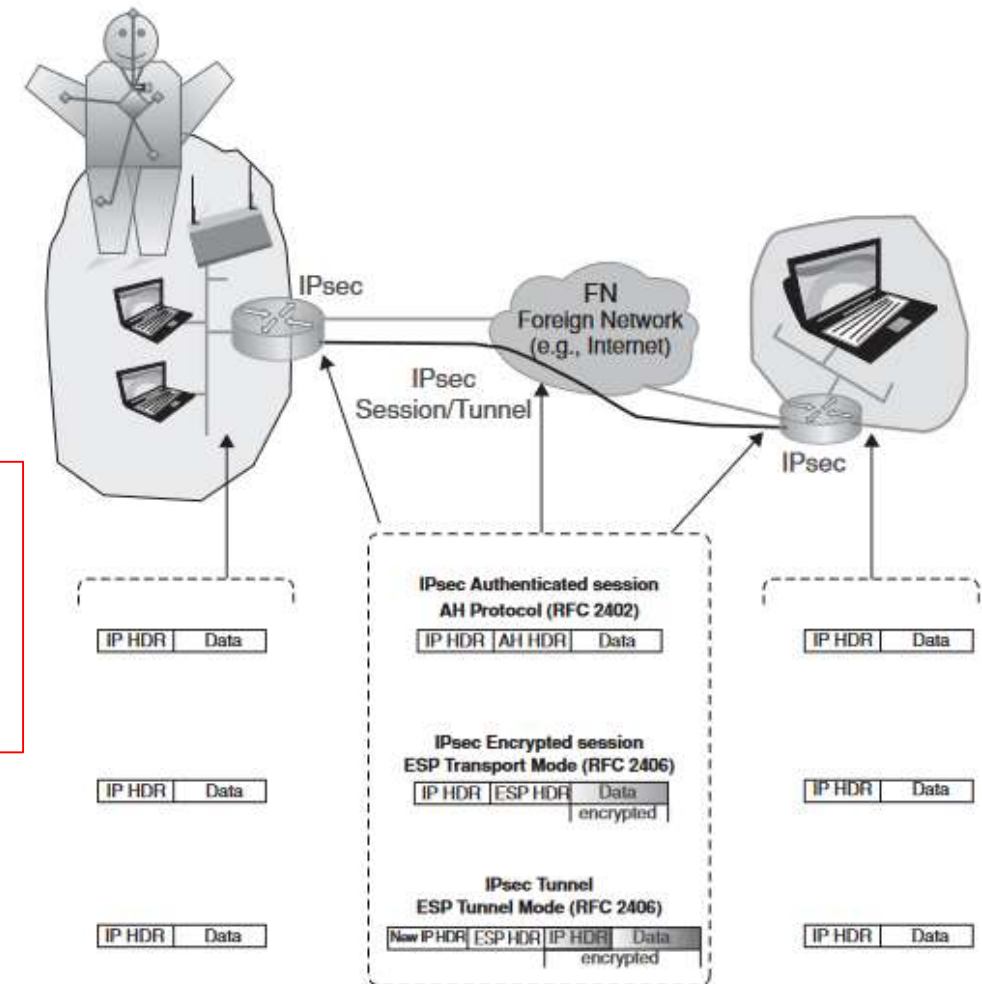 IPsec
FN
Foreign Network
(e.g., Internet)
IPsec
Session/Tunnel
IPsec
IPsec Authenticated session
AH Protocol (RFC 2402)
IP HDR Data
IP HDR AH HDR Data
IP HDR Data
IPsec Encrypted session
ESP Transport Mode (RFC 2406)
IP HDR Data
IP HDR ESP HDR Data
IP HDR Data
encrypted
IPsec Tunnel
ESP Tunnel Mode (RFC 2406)
IP HDR Data
New IP HDR ESP HDR IP HDR Data
IP HDR Data
encrypted